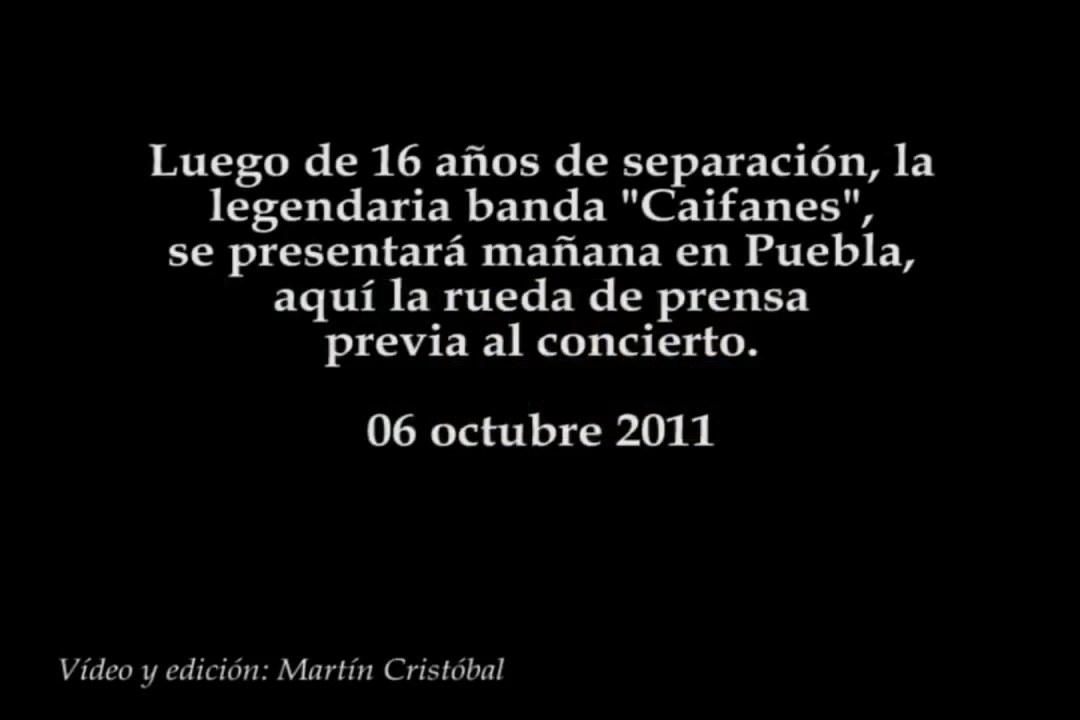 Luego de 16 años de separación, la
legendaria banda "Caifanes",
se presentará mañana en Puebla,
aquí la rueda de prensa
previa al concierto.
06 octubre 2011
Vídeo y edición: Martín Cristóbal